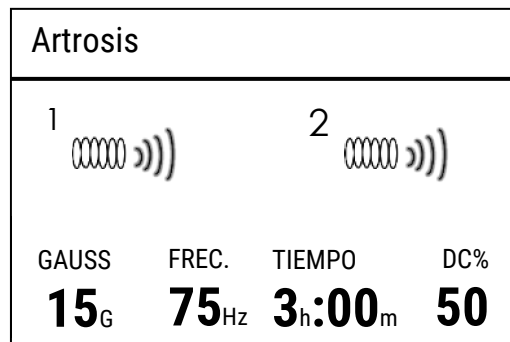 Artrosis
1 2
GAUSS FREC. TIEMPO DC%
15G 75Hz 3h:00m 50